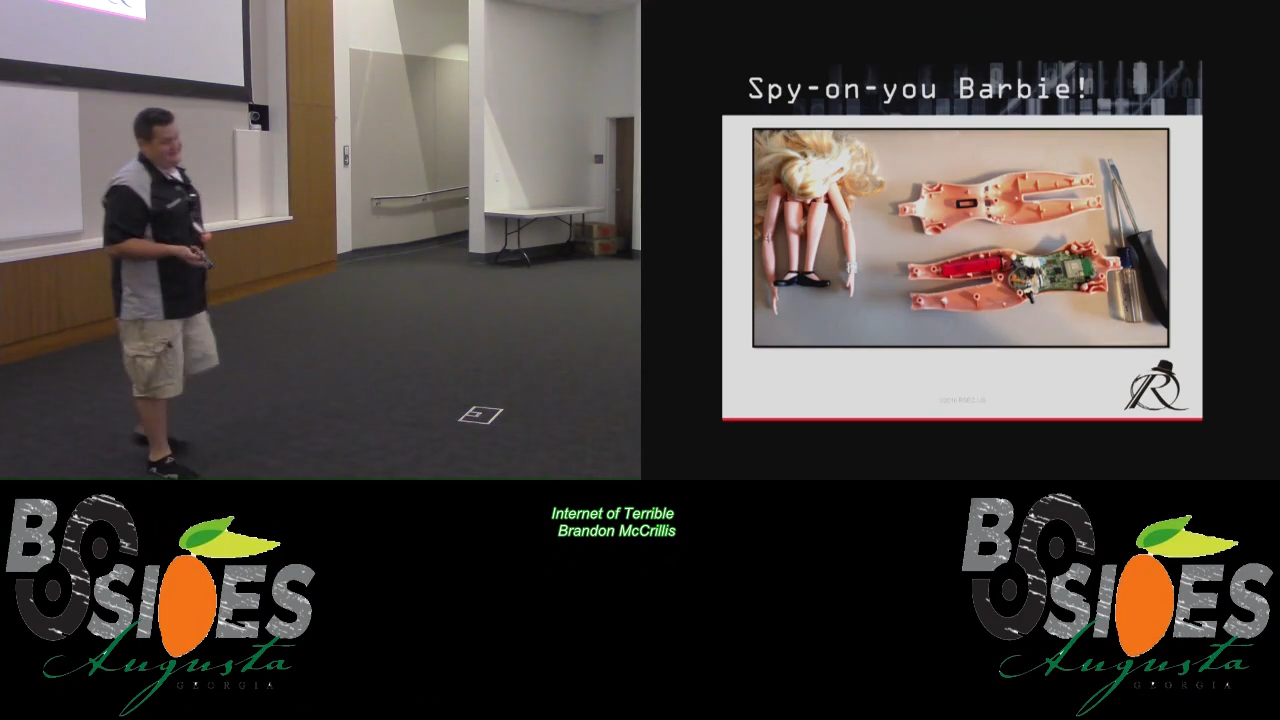 Spy-on-you Barbie!
R
Internet of Terrible
Brandon McCrillis
BSIDES
Augusta
GEORGIA
BSIDES
Augusta
GEORGIA